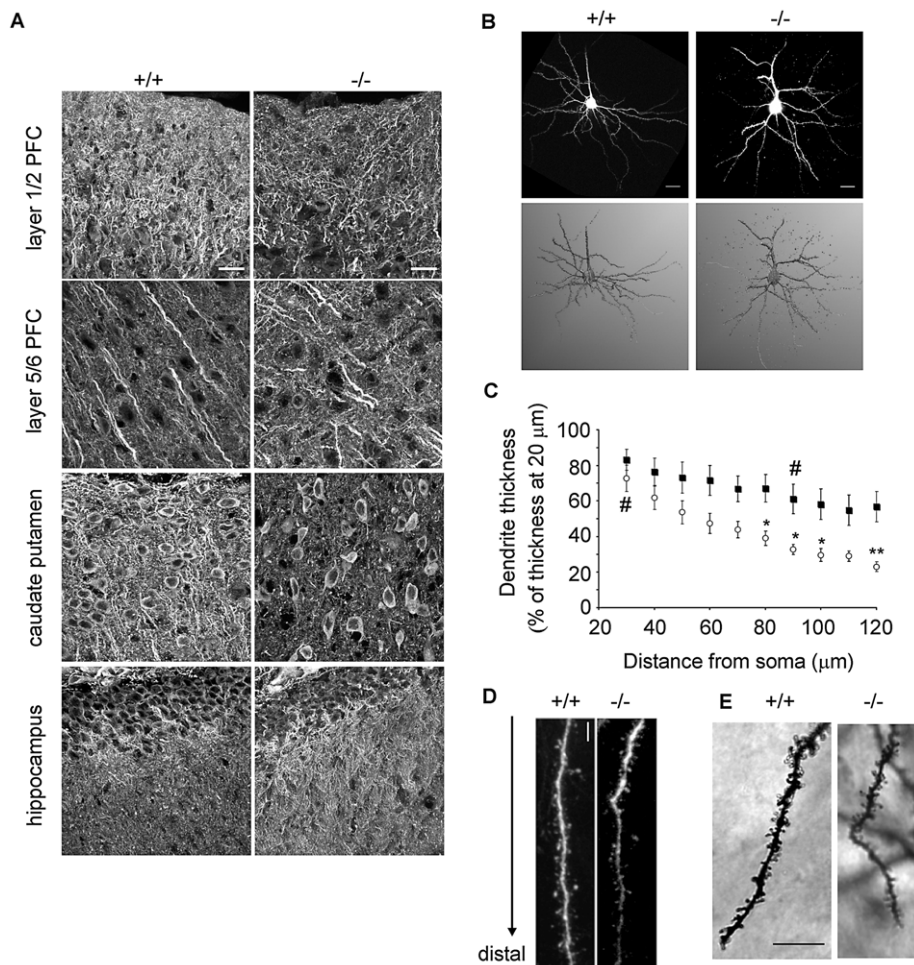 A
+/+ -/-
layer 1/2 PFC
layer 5/6 PFC
caudate putamen
hippocampus
B
+/+ -/-
C
Dendrite thickness
(% of thickness at 20 μm)
100
80
60
40
20
0
#
#
* * * **
20 40 60 80 100 120
Distance from soma (μm)
D
+/+ -/-
distal
E
+/+ -/-